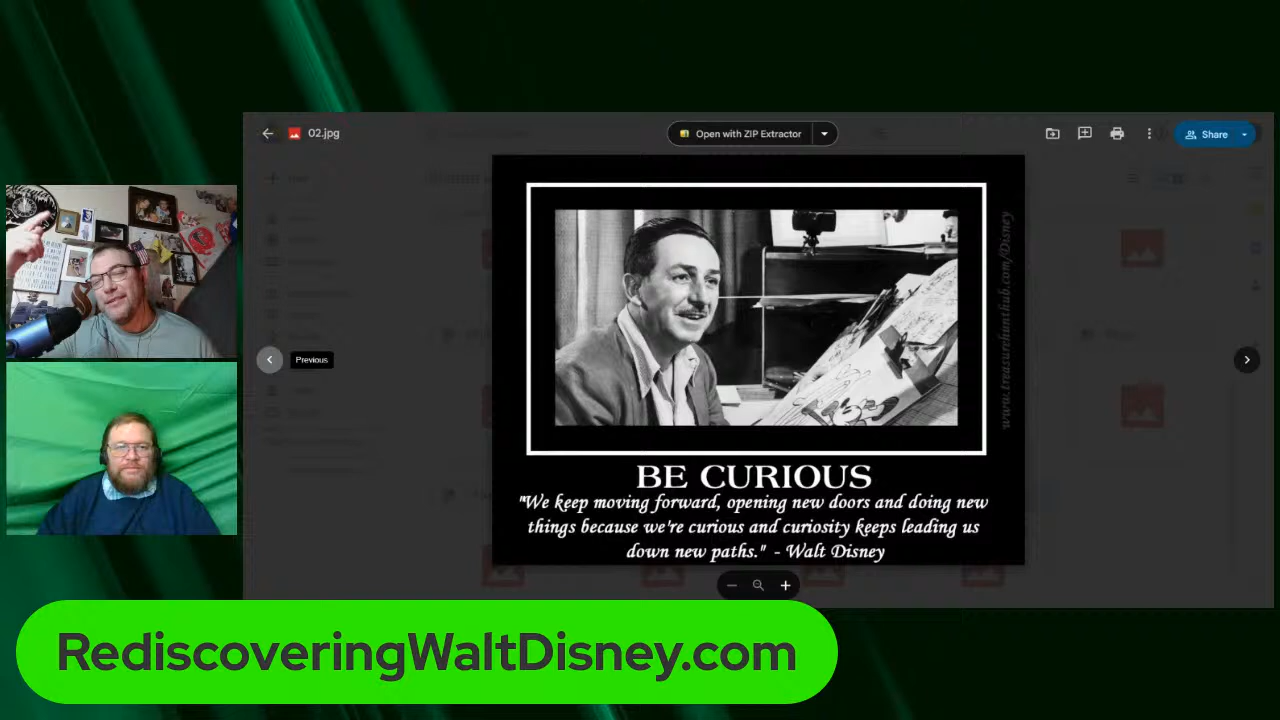 02.jpg
Open with ZIP Extractor
Share
Previous
www.treasurehunthub.com/Disney
BE CURIOUS
"We keep moving forward, opening new doors and doing new
things because we're curious and curiosity keeps leading us
down new paths." - Walt Disney
RediscoveringWaltDisney.com